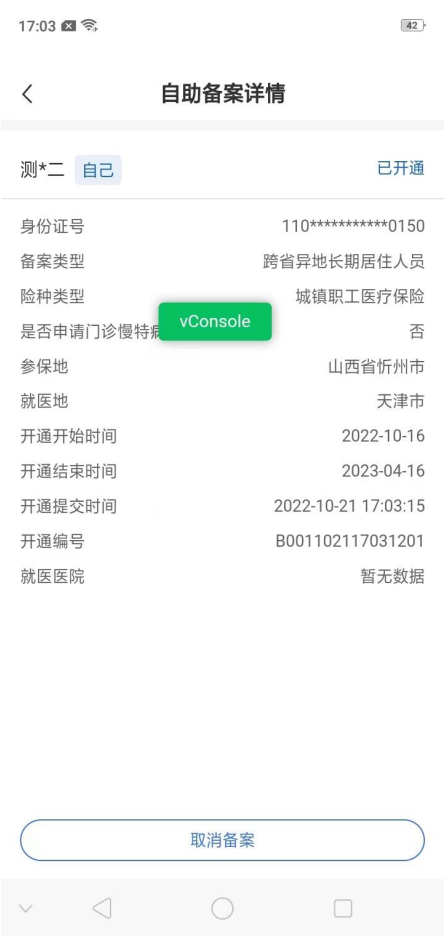 17:03 42
自助备案详情
测*二 自己 已开通
身份证号 110***********0150
备案类型 跨省异地长期居住人员
险种类型 城镇职工医疗保险
是否申请门诊慢特 vConsole 否
参保地 山西省忻州市
就医地 天津市
开通开始时间 2022-10-16
开通结束时间 2023-04-16
开通提交时间 2022-10-21 17:03:15
开通编号 B001102117031201
就医医院 暂无数据
取消备案